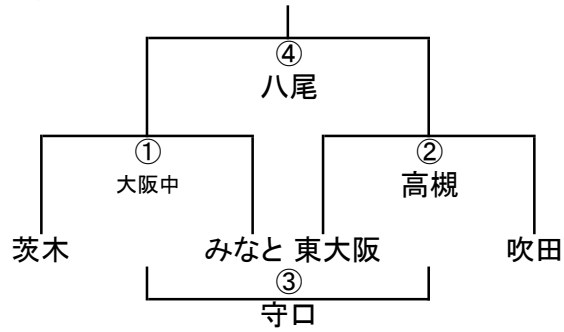 ④
八尾
① ②
大阪中 高槻
茨木 みなと 東大阪 吹田
③
守口